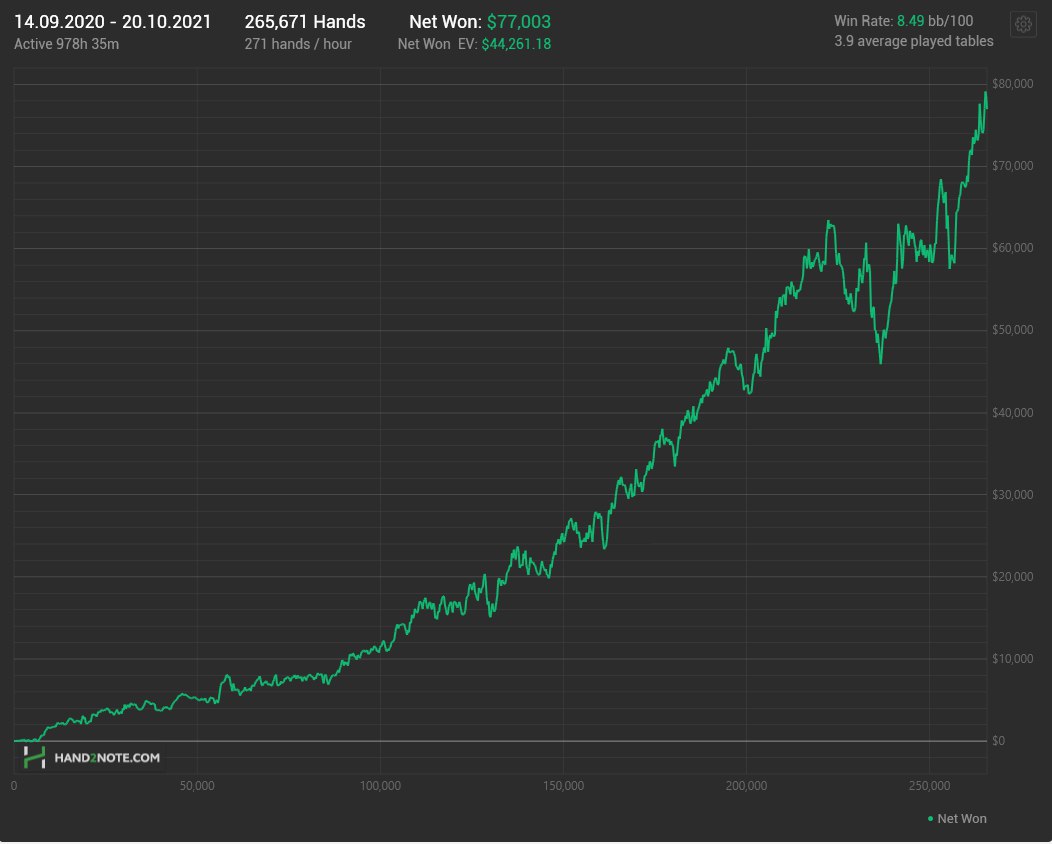 14.09.2020 - 20.10.2021 265,671 Hands Net Won: $77,003 Win Rate: 8.49 bb/100
Active 978h 35m 271 hands / hour Net Won EV: $44,261.18 3.9 average played tables
$80,000
$70,000
$60,000
$50,000
$40,000
$30,000
$20,000
$10,000
$0
HAND2NOTE.COM
0 50,000 100,000 150,000 200,000 250,000
Net Won